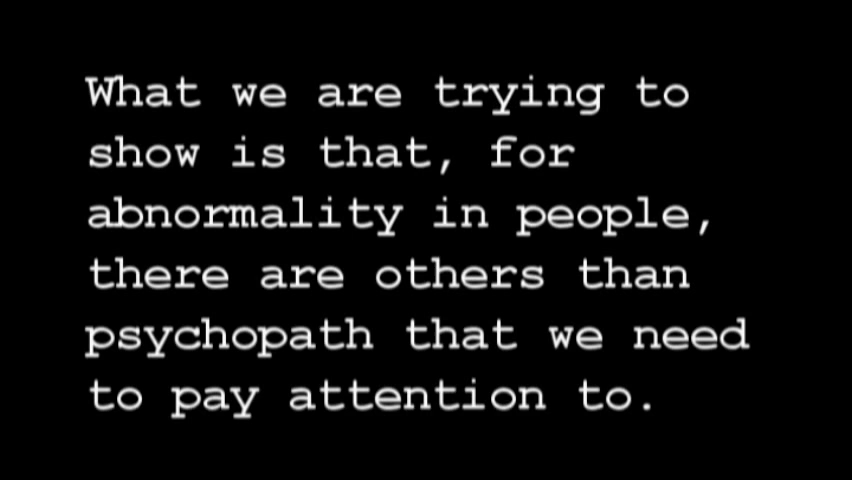 What we are trying to
show is that, for
abnormality in people,
there are others than
psychopath that we need
to pay attention to.